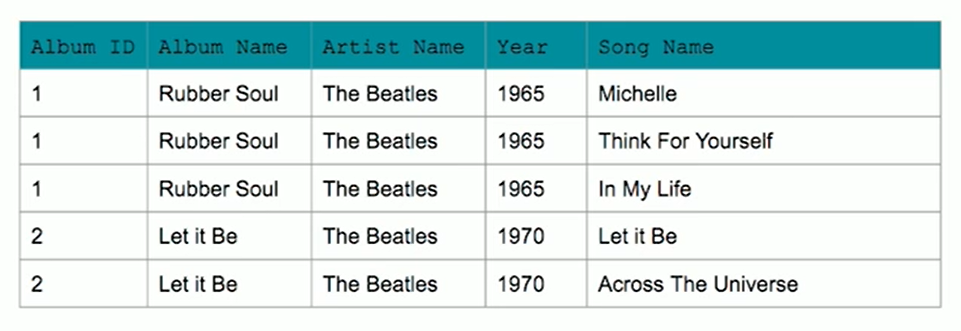 Album ID Album Name Artist Name Year Song Name
1 Rubber Soul The Beatles 1965 Michelle
1 Rubber Soul The Beatles 1965 Think For Yourself
1 Rubber Soul The Beatles 1965 In My Life
2 Let it Be The Beatles 1970 Let it Be
2 Let it Be The Beatles 1970 Across The Universe